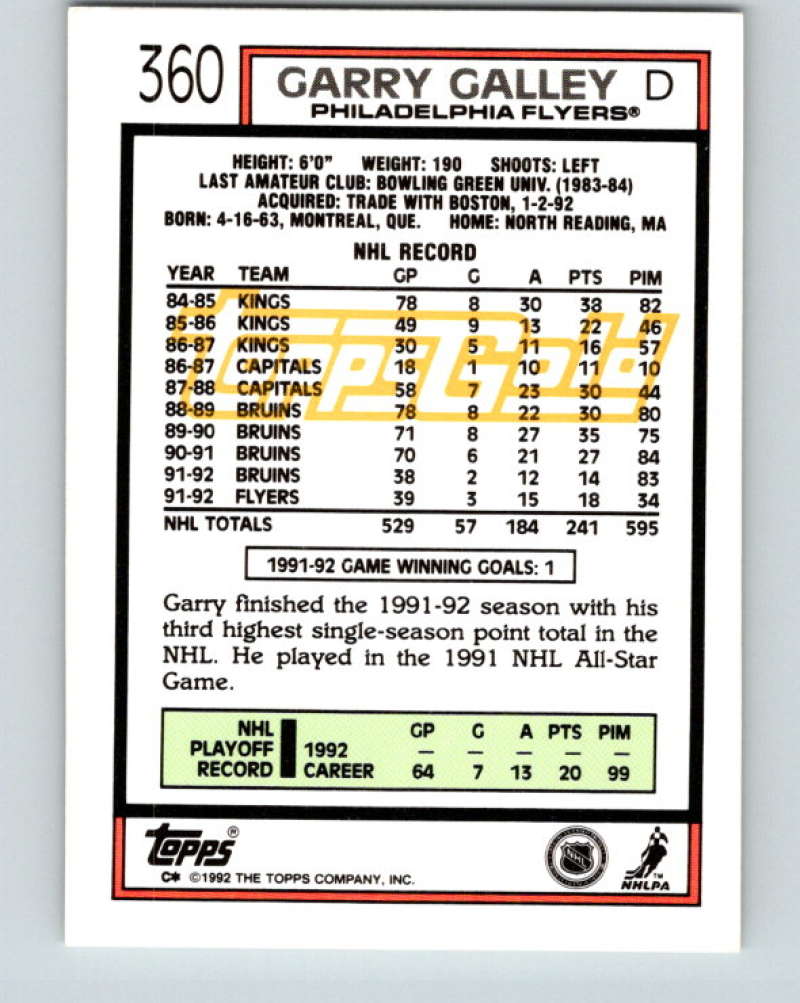 360 GARRY GALLEY D
PHILADELPHIA FLYERS®
HEIGHT: 6'0" WEIGHT: 190 SHOOTS: LEFT
LAST AMATEUR CLUB: BOWLING GREEN UNIV. (1983-84)
ACQUIRED: TRADE WITH BOSTON, 1-2-92
BORN: 4-16-63, MONTREAL, QUE. HOME: NORTH READING, MA
NHL RECORD
YEAR TEAM GP G A PTS PIM
84-85 KINGS 78 8 30 38 82
85-86 KINGS 49 9 13 22 46
86-87 KINGS 30 5 11 16 57
86-87 CAPITALS 18 1 10 11 10
87-88 CAPITALS 58 7 23 30 44
88-89 BRUINS 78 8 22 30 80
89-90 BRUINS 71 8 27 35 75
90-91 BRUINS 70 6 21 27 84
91-92 BRUINS 38 2 12 14 83
91-92 FLYERS 39 3 15 18 34
NHL TOTALS 529 57 184 241 595
Topps Gold
1991-92 GAME WINNING GOALS: 1
Garry finished the 1991-92 season with his
third highest single-season point total in the
NHL. He played in the 1991 NHL All-Star
Game.
NHL GP G A PTS PIM
PLAYOFF 1992 — — — — —
RECORD CAREER 64 7 13 20 99
Topps®
C* ©1992 THE TOPPS COMPANY, INC.
NHL
TM
NHLPA